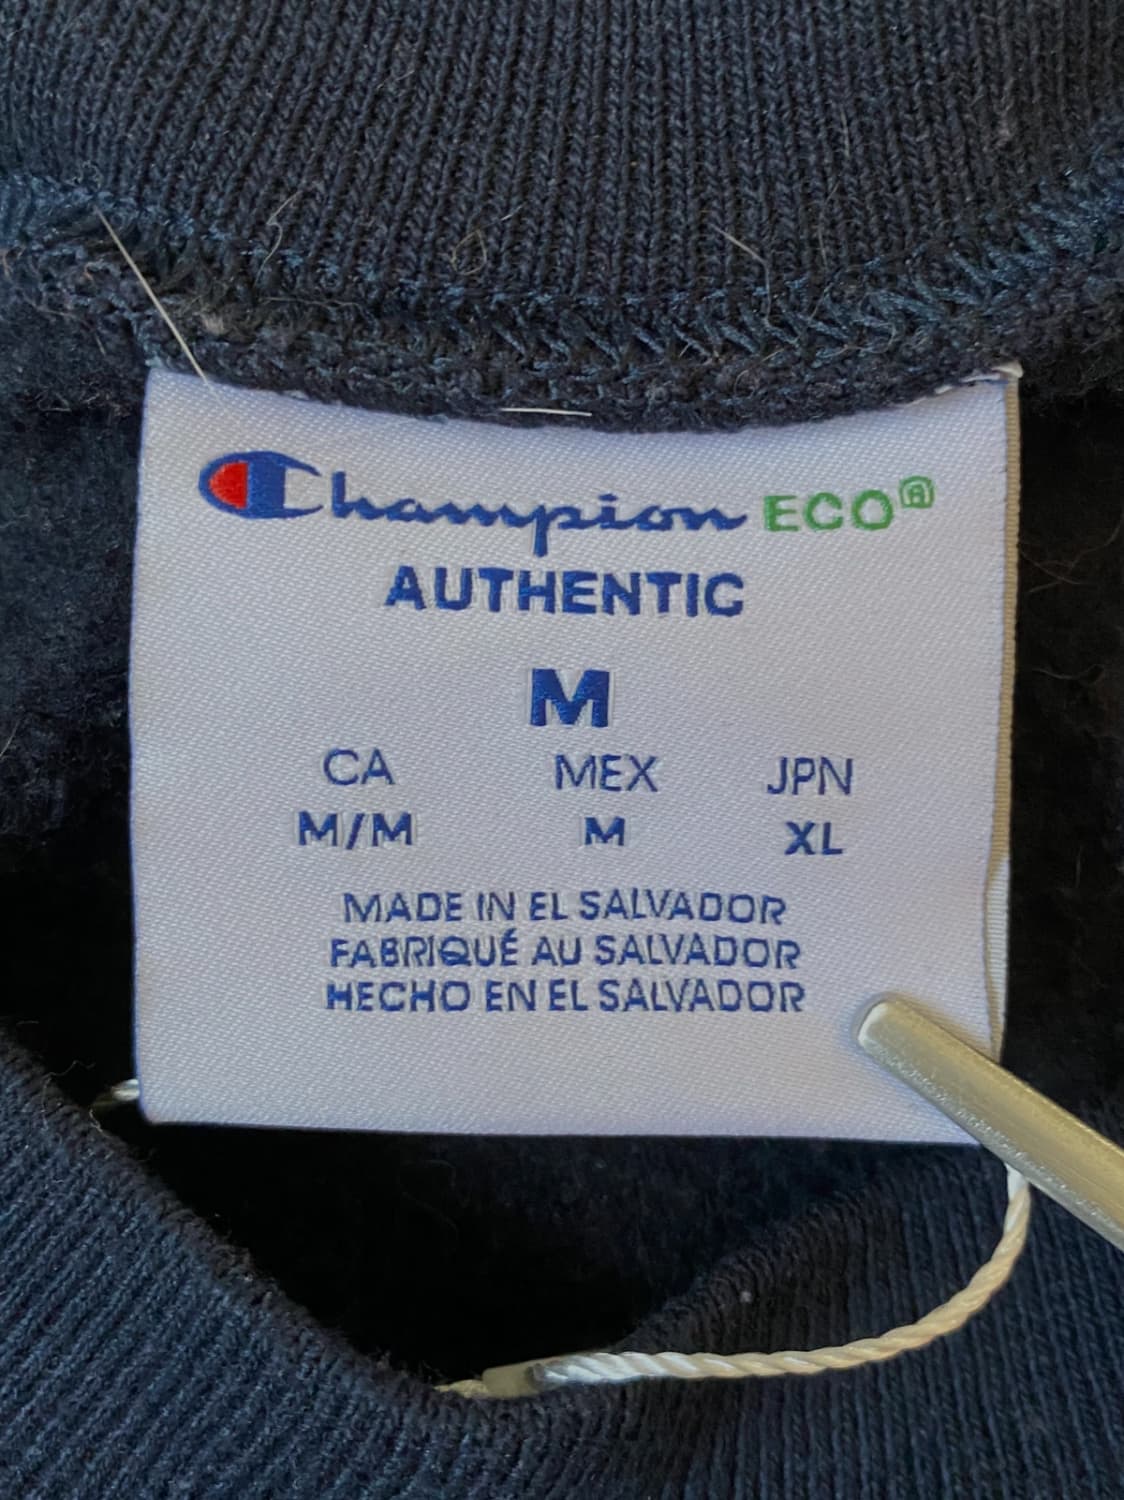 Champion ECO®
AUTHENTIC
M
CA MEX JPN
M/M M XL
MADE IN EL SALVADOR
FABRIQUÉ AU SALVADOR
HECHO EN EL SALVADOR